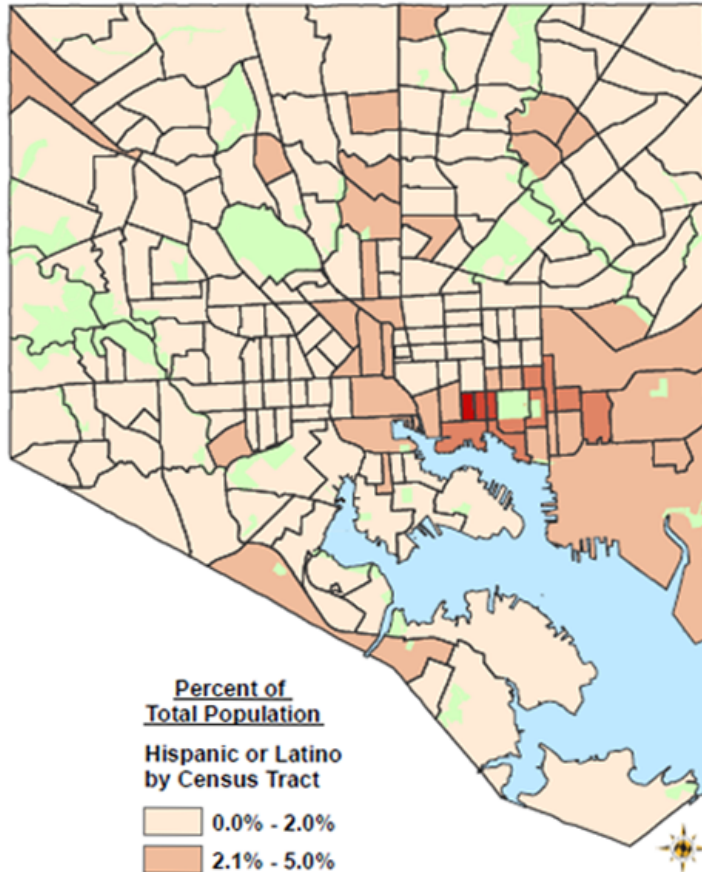 Percent of
Total Population
Hispanic or Latino
by Census Tract
0.0% - 2.0%
2.1% - 5.0%